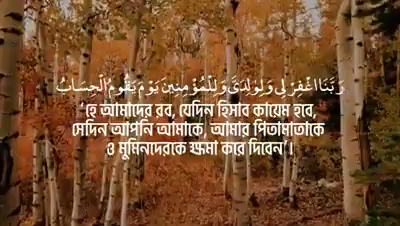 رَبَّنَا اغْفِرْ لِي وَلِوَالِدَيَّ وَلِلْمُؤْمِنِينَ يَوْمَ يَقُومُ الْحِسَابُ
‘হে আমাদের রব, যেদিন হিসাব কায়েম হবে,
সেদিন আপনি আমাকে, আমার পিতামাতাকে
ও মুমিনদেরকে ক্ষমা করে দিবেন’।